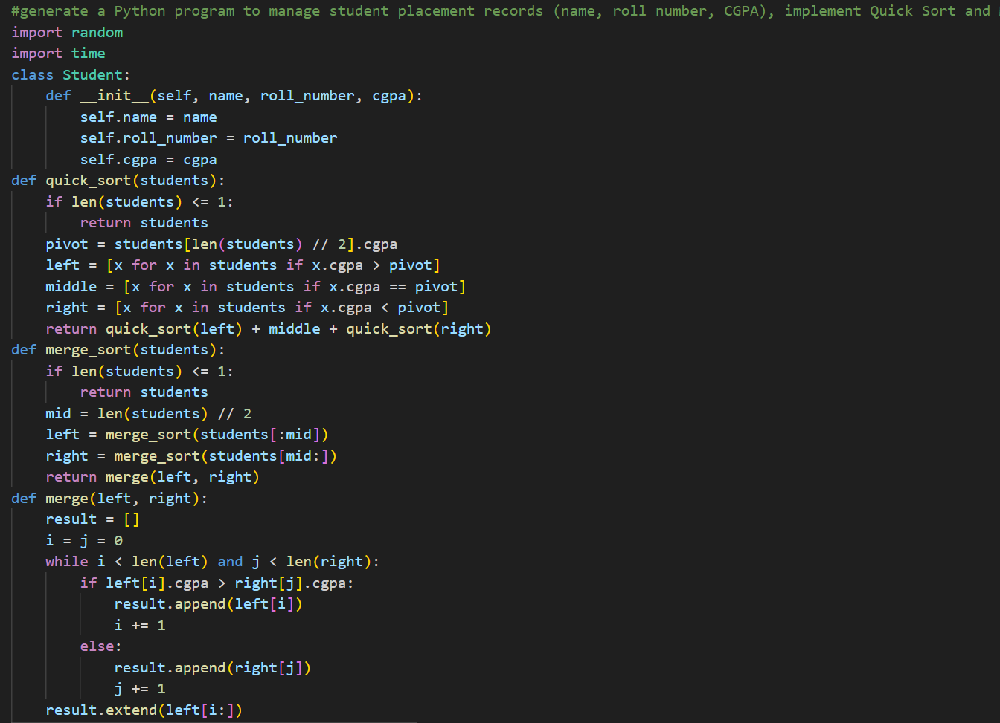 #generate a Python program to manage student placement records (name, roll number, CGPA), implement Quick Sort and
import random
import time
class Student:
    def __init__(self, name, roll_number, cgpa):
        self.name = name
        self.roll_number = roll_number
        self.cgpa = cgpa
def quick_sort(students):
    if len(students) <= 1:
        return students
    pivot = students[len(students) // 2].cgpa
    left = [x for x in students if x.cgpa > pivot]
    middle = [x for x in students if x.cgpa == pivot]
    right = [x for x in students if x.cgpa < pivot]
    return quick_sort(left) + middle + quick_sort(right)
def merge_sort(students):
    if len(students) <= 1:
        return students
    mid = len(students) // 2
    left = merge_sort(students[:mid])
    right = merge_sort(students[mid:])
    return merge(left, right)
def merge(left, right):
    result = []
    i = j = 0
    while i < len(left) and j < len(right):
        if left[i].cgpa > right[j].cgpa:
            result.append(left[i])
            i += 1
        else:
            result.append(right[j])
            j += 1
    result.extend(left[i:])